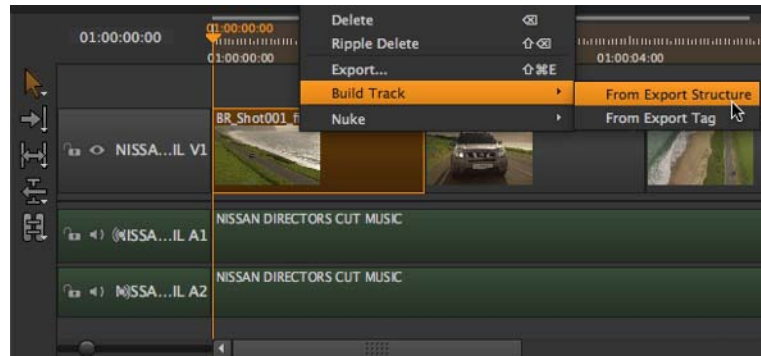 01:00:00:00
01:00:00:00
01:00:00:00
01:00:04:00
Delete ⌫
Ripple Delete ⇧⌫
Export... ⇧⌘E
Build Track
Nuke
From Export Structure
From Export Tag
NISSA...IL V1
BR_Shot001
NISSA...IL A1
NISSAN DIRECTORS CUT MUSIC
NISSA...IL A2
NISSAN DIRECTORS CUT MUSIC